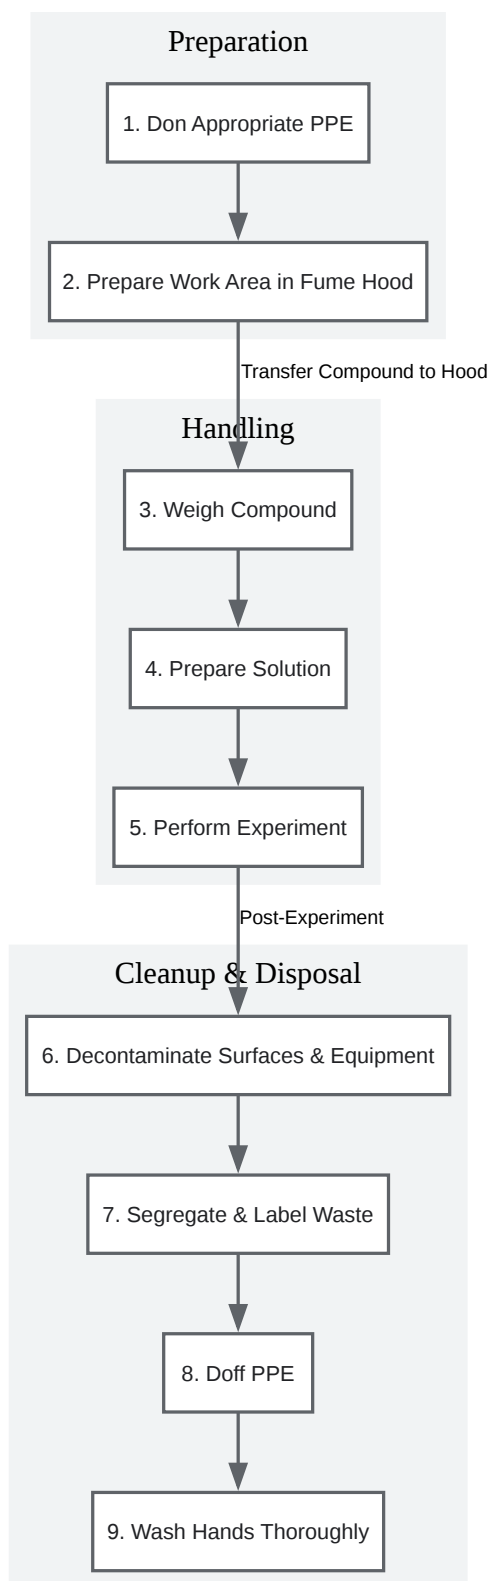 Preparation
1. Don Appropriate PPE
2. Prepare Work Area in Fume Hood
Transfer Compound to Hood
Handling
3. Weigh Compound
4. Prepare Solution
5. Perform Experiment
Post-Experiment
Cleanup & Disposal
6. Decontaminate Surfaces & Equipment
7. Segregate & Label Waste
8. Doff PPE
9. Wash Hands Thoroughly